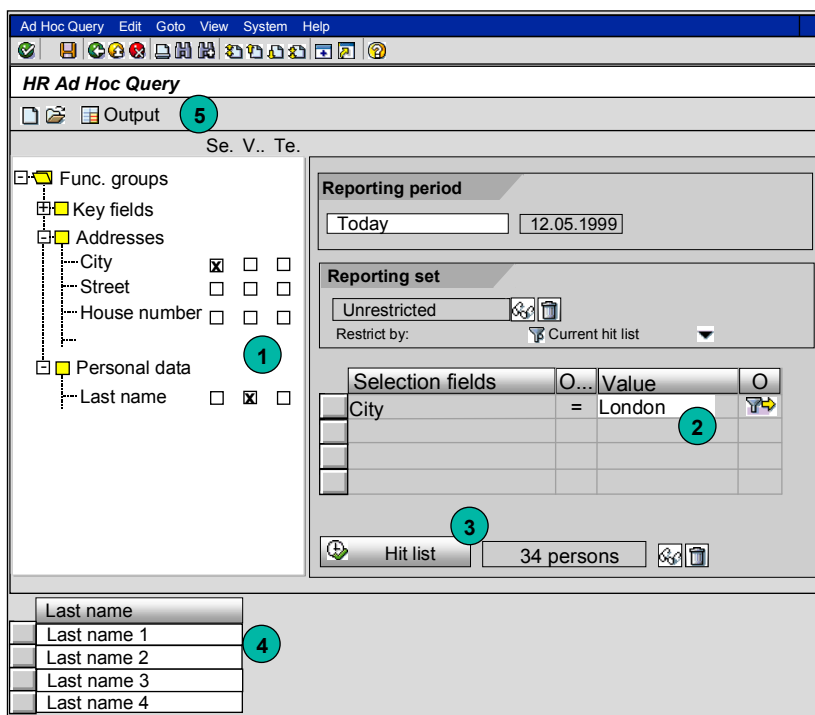 Ad Hoc Query Edit Goto View System Help
HR Ad Hoc Query
Output 5
Se. V.. Te.
Func. groups
Key fields
Addresses
City x
Street
House number
1
Personal data
Last name x
Reporting period
Today 12.05.1999
Reporting set
Unrestricted
Restrict by: Current hit list
Selection fields O... Value O
City = London
2
3
Hit list 34 persons
Last name
Last name 1
4
Last name 2
Last name 3
Last name 4